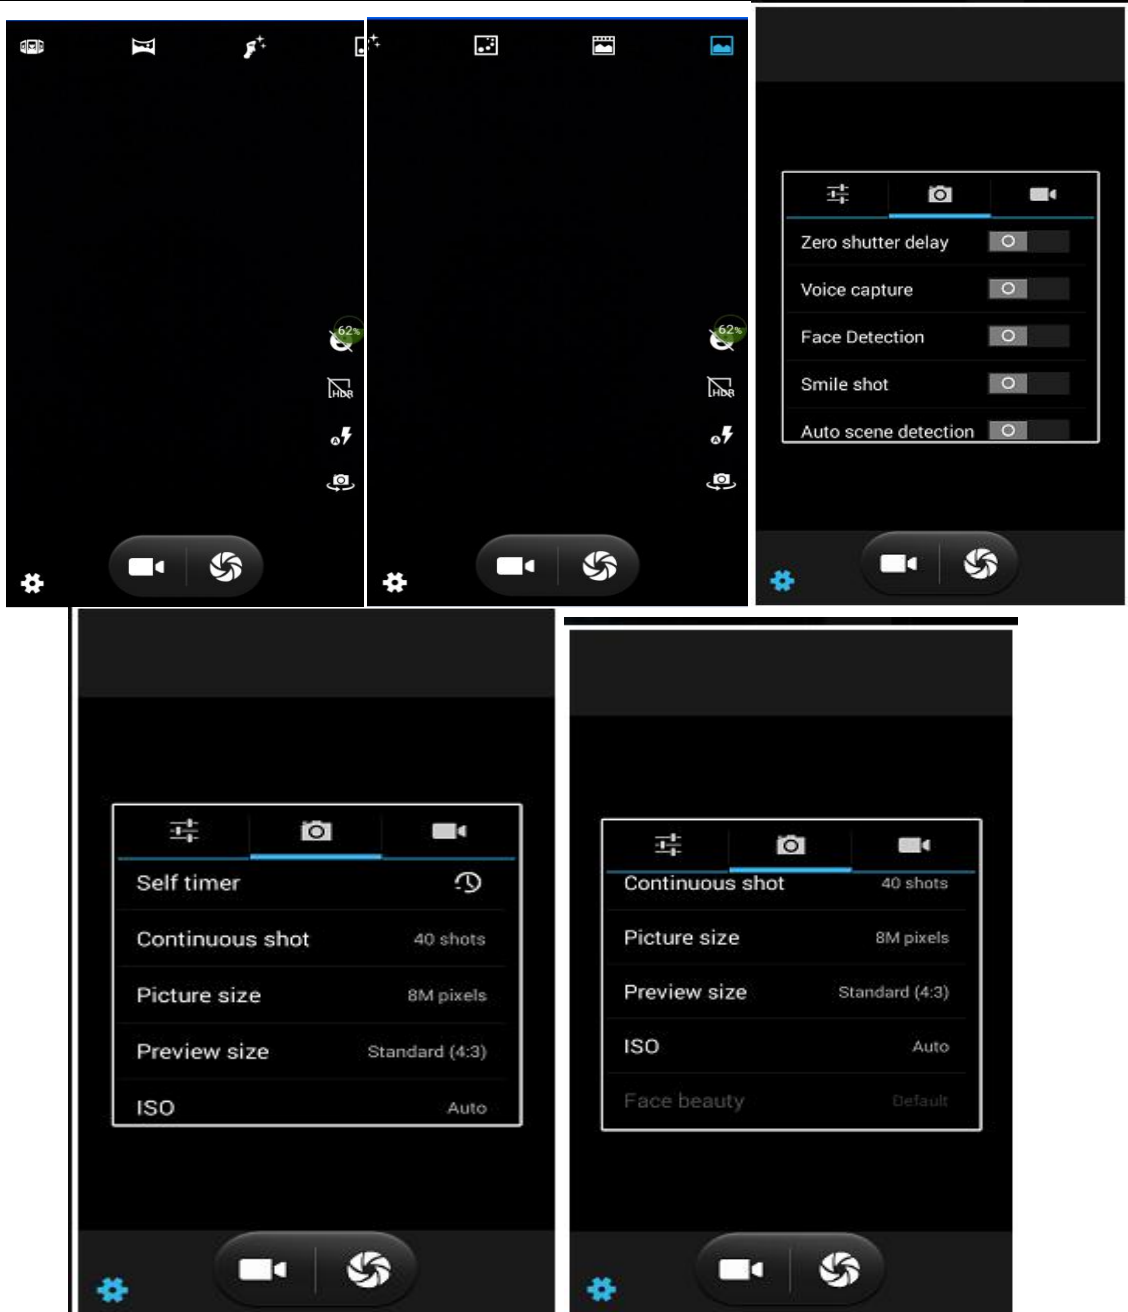 62%
HDR
A
62%
HDR
A
Zero shutter delay
Voice capture
Face Detection
Smile shot
Auto scene detection
Self timer
Continuous shot 40 shots
Picture size 8M pixels
Preview size Standard (4:3)
ISO Auto
Continuous shot 40 shots
Picture size 8M pixels
Preview size Standard (4:3)
ISO Auto
Face beauty Default